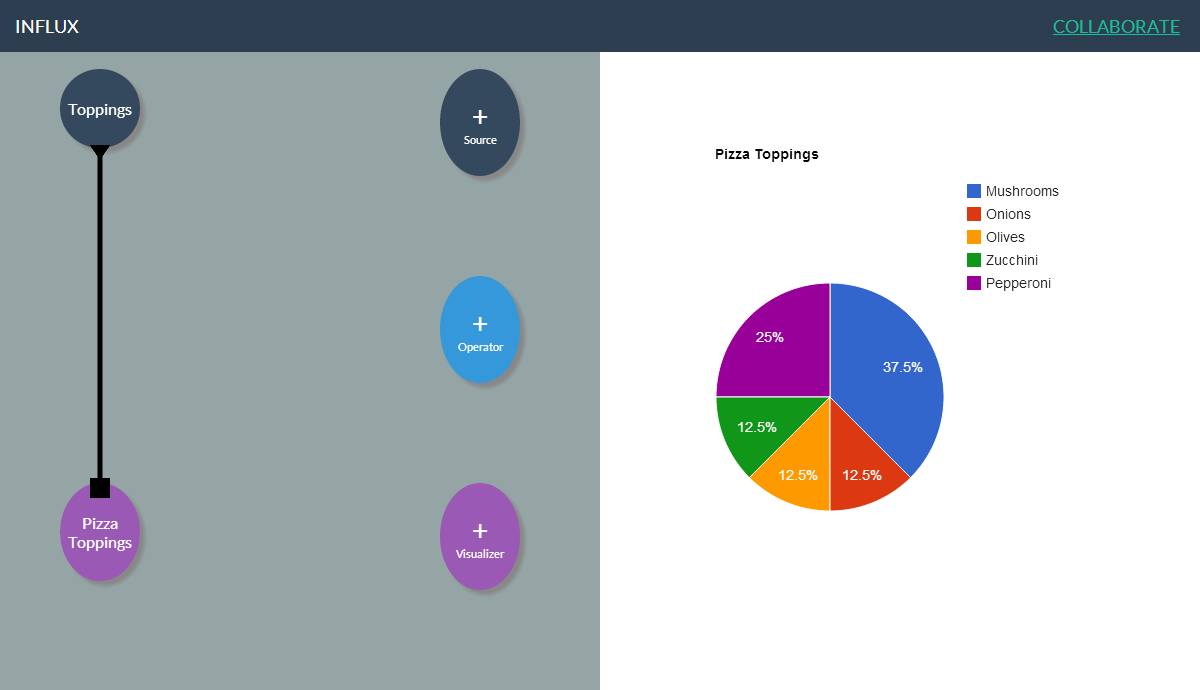 INFLUX
COLLABORATE
Toppings
+
Source
+
Operator
Pizza
Toppings
+
Visualizer
Pizza Toppings
Mushrooms
Onions
Olives
Zucchini
Pepperoni
25%
37.5%
12.5%
12.5%
12.5%